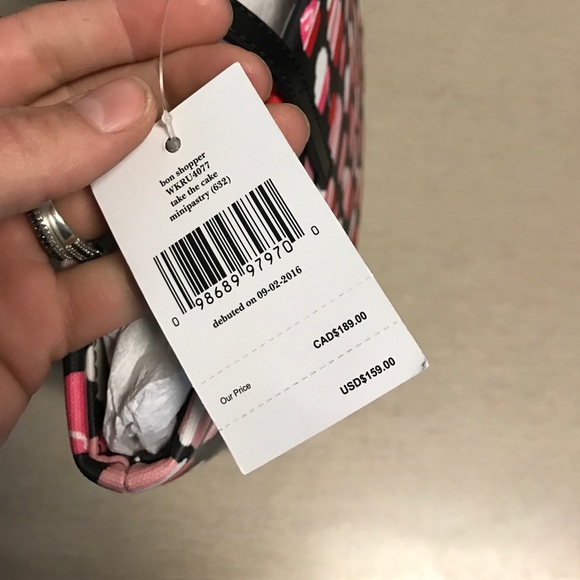 bon shopper
WKRU4077
take the cake
minipastry (632)
0 98689 97970 0
debuted on 09-02-2016
CAD$189.00
Our Price
USD$159.00